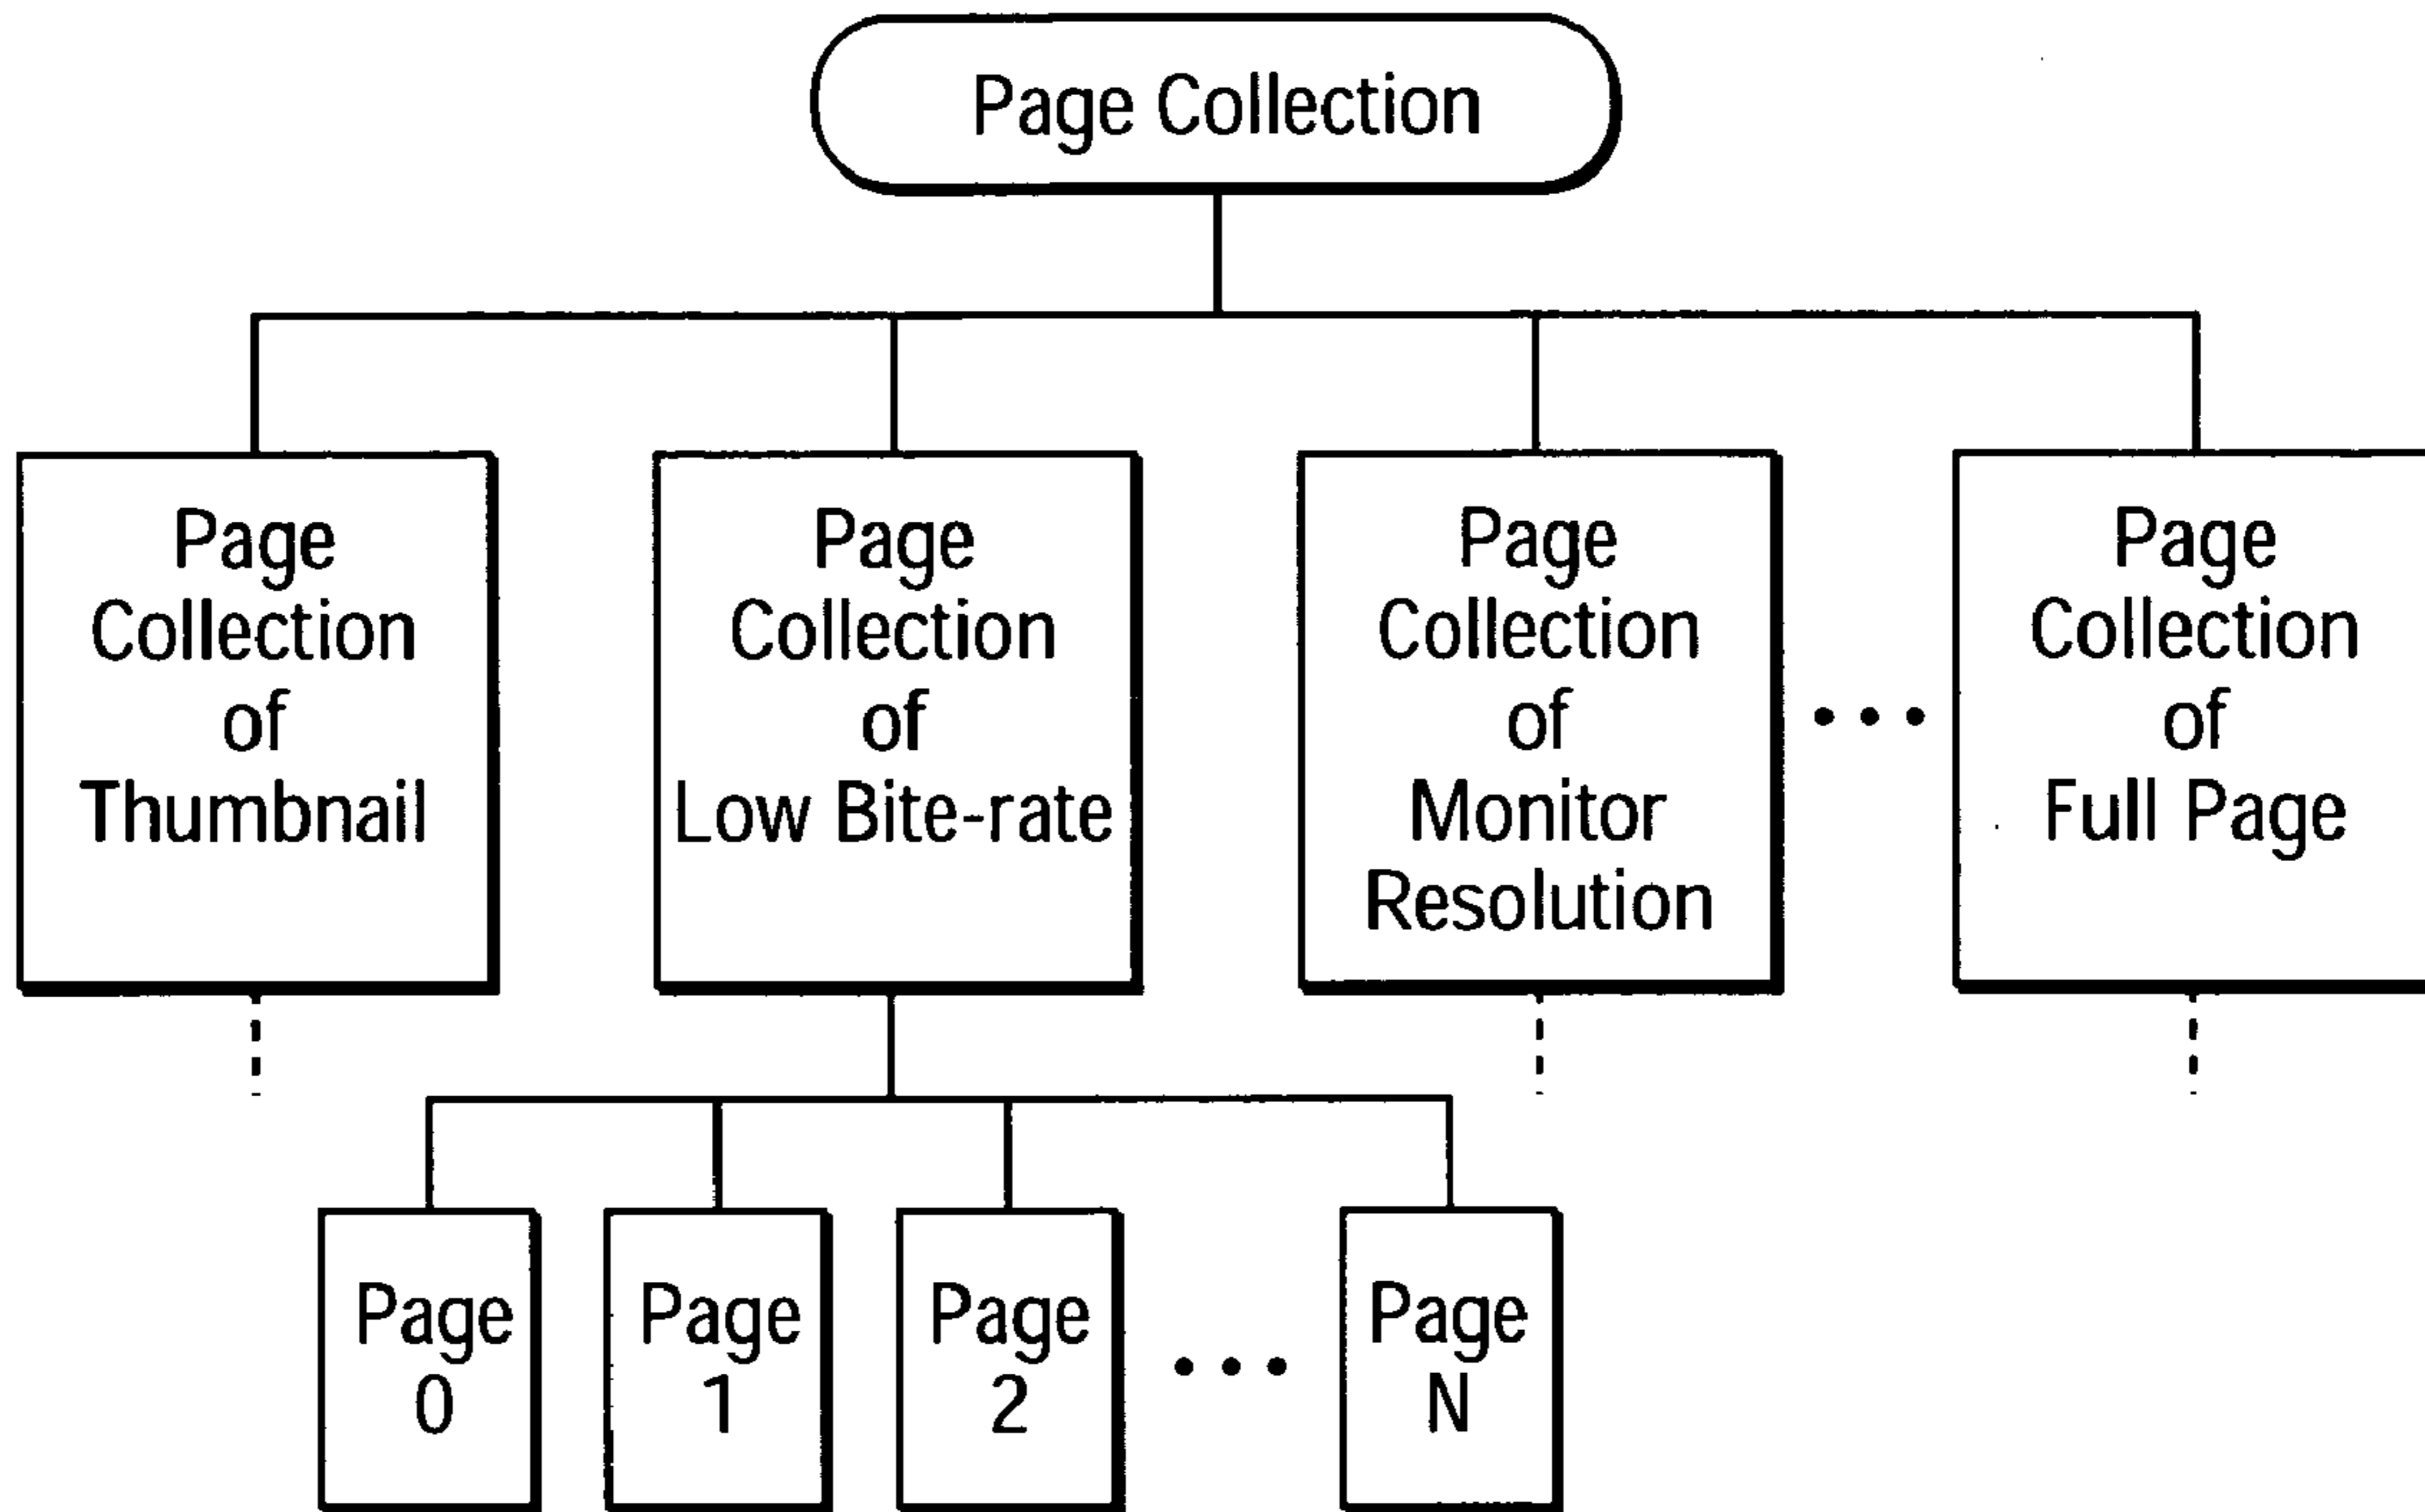 Page Collection
Page
Collection
of
Thumbnail
Page
Collection
of
Low Bite-rate
Page
Collection
of
Monitor
Resolution
Page
Collection
of
Full Page
Page
0
Page
1
Page
2
Page
N